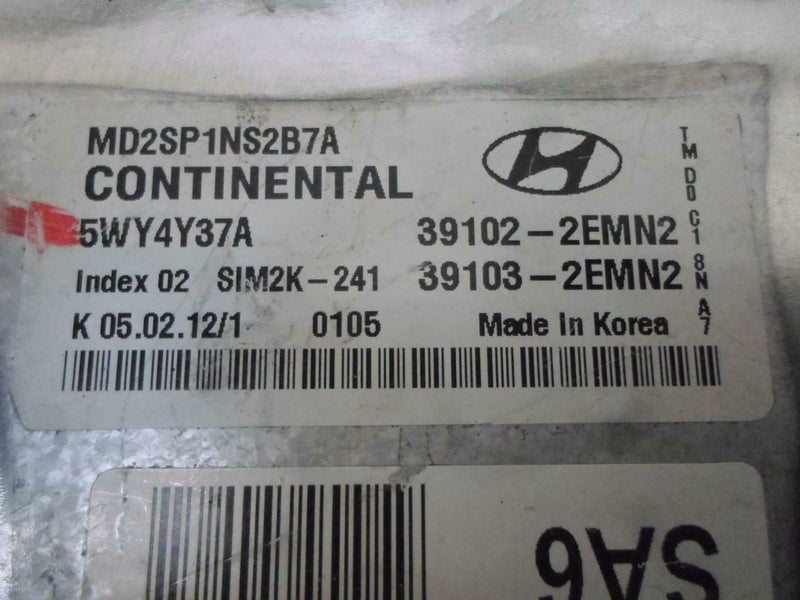 MD2SP1NS2B7A
CONTINENTAL
5WY4Y37A 39102-2EMN2
Index 02 SIM2K-241 39103-2EMN2
K 05.02.12/1 0105 Made In Korea
TM D0 C1 8N A7
SA6